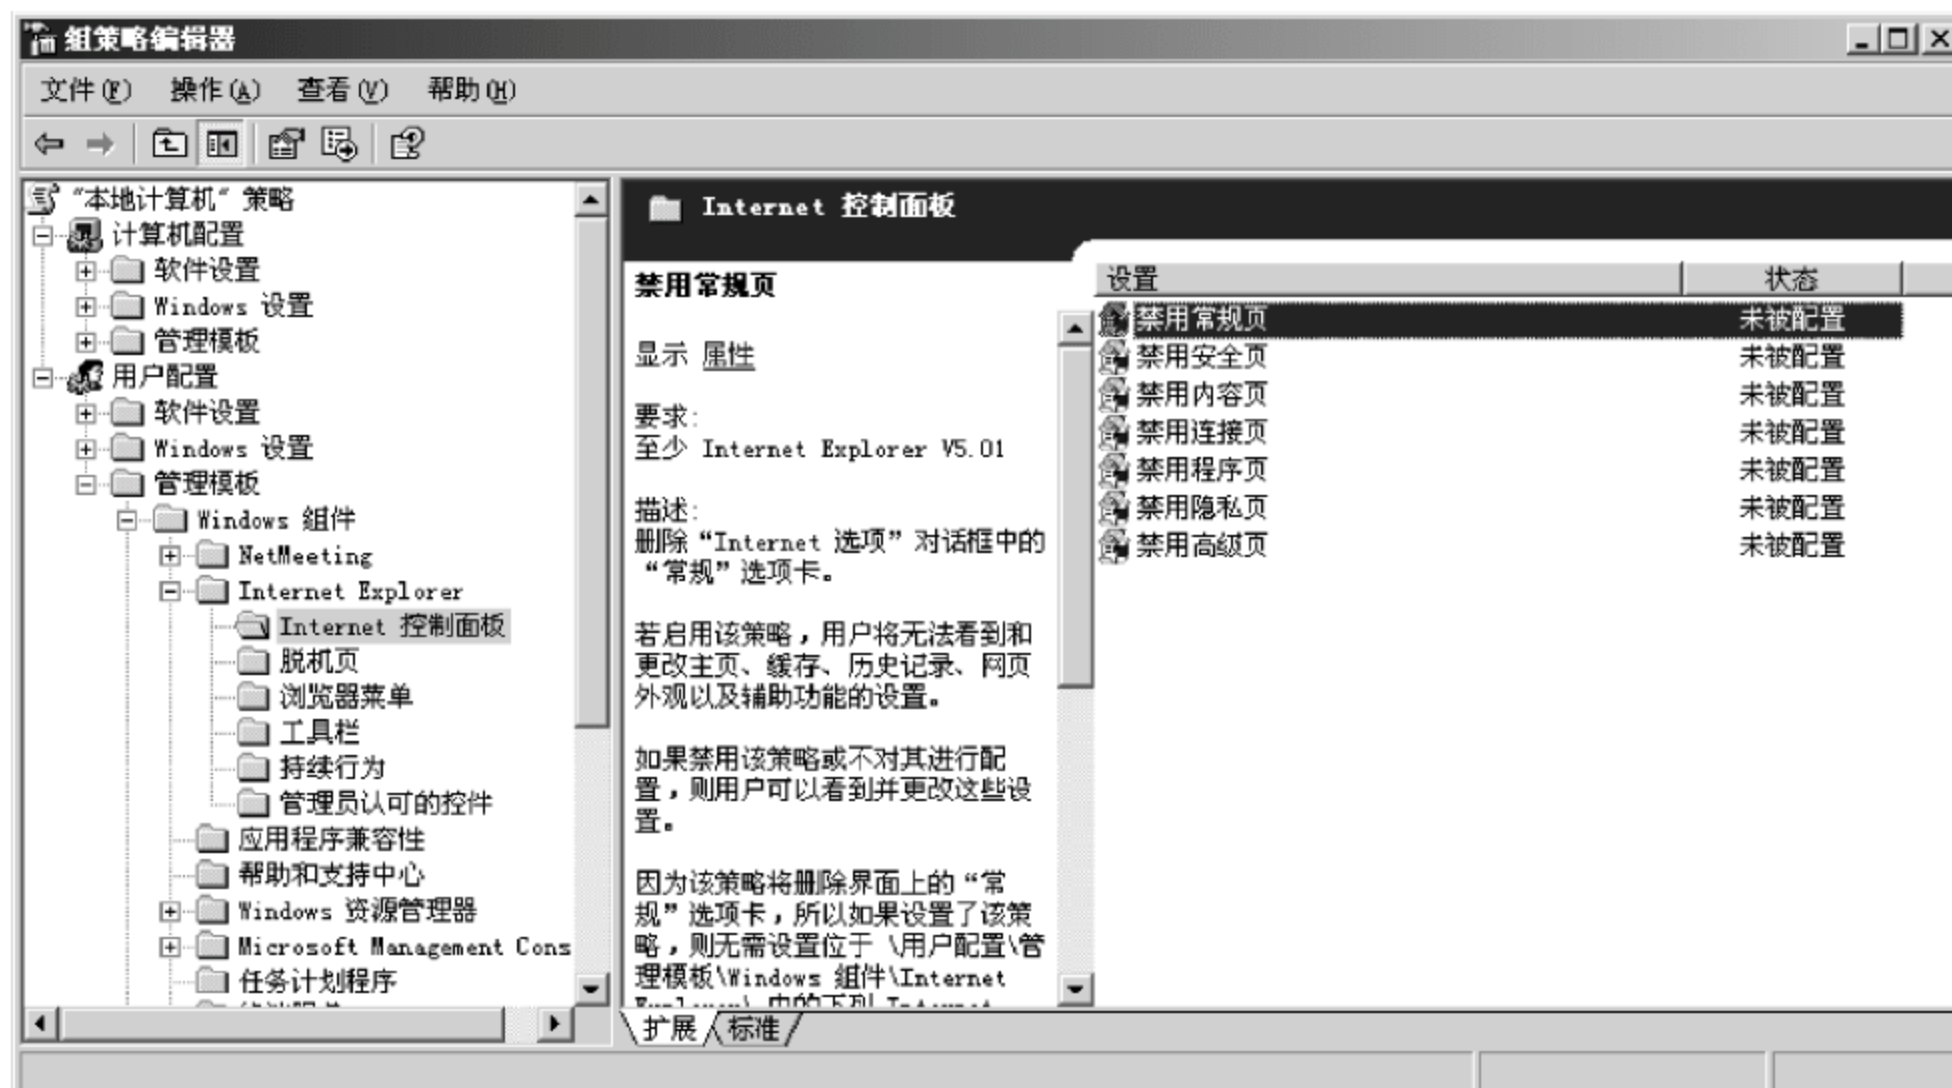 组策略编辑器
文件(F) 操作(A) 查看(V) 帮助(H)
“本地计算机” 策略
计算机配置
软件设置
Windows 设置
管理模板
用户配置
软件设置
Windows 设置
管理模板
Windows 组件
NetMeeting
Internet Explorer
Internet 控制面板
脱机页
浏览器菜单
工具栏
持续行为
管理员认可的控件
应用程序兼容性
帮助和支持中心
Windows 资源管理器
Microsoft Management Cons
任务计划程序
Internet 控制面板
禁用常规页
显示 属性
要求:
至少 Internet Explorer V5.01
描述:
删除“Internet 选项”对话框中的
“常规”选项卡。
若启用该策略，用户将无法看到和
更改主页、缓存、历史记录、网页
外观以及辅助功能的设置。
如果禁用该策略或不对其进行配
置，则用户可以看到并更改这些设
置。
因为该策略将删除界面上的“常
规”选项卡，所以如果设置了该策
略，则无需设置位于 \用户配置\管
理模板\Windows 组件\Internet
Explorer\ 中的下列 Internet
设置 状态
禁用常规页 未被配置
禁用安全页 未被配置
禁用内容页 未被配置
禁用连接页 未被配置
禁用程序页 未被配置
禁用隐私页 未被配置
禁用高级页 未被配置
扩展 标准